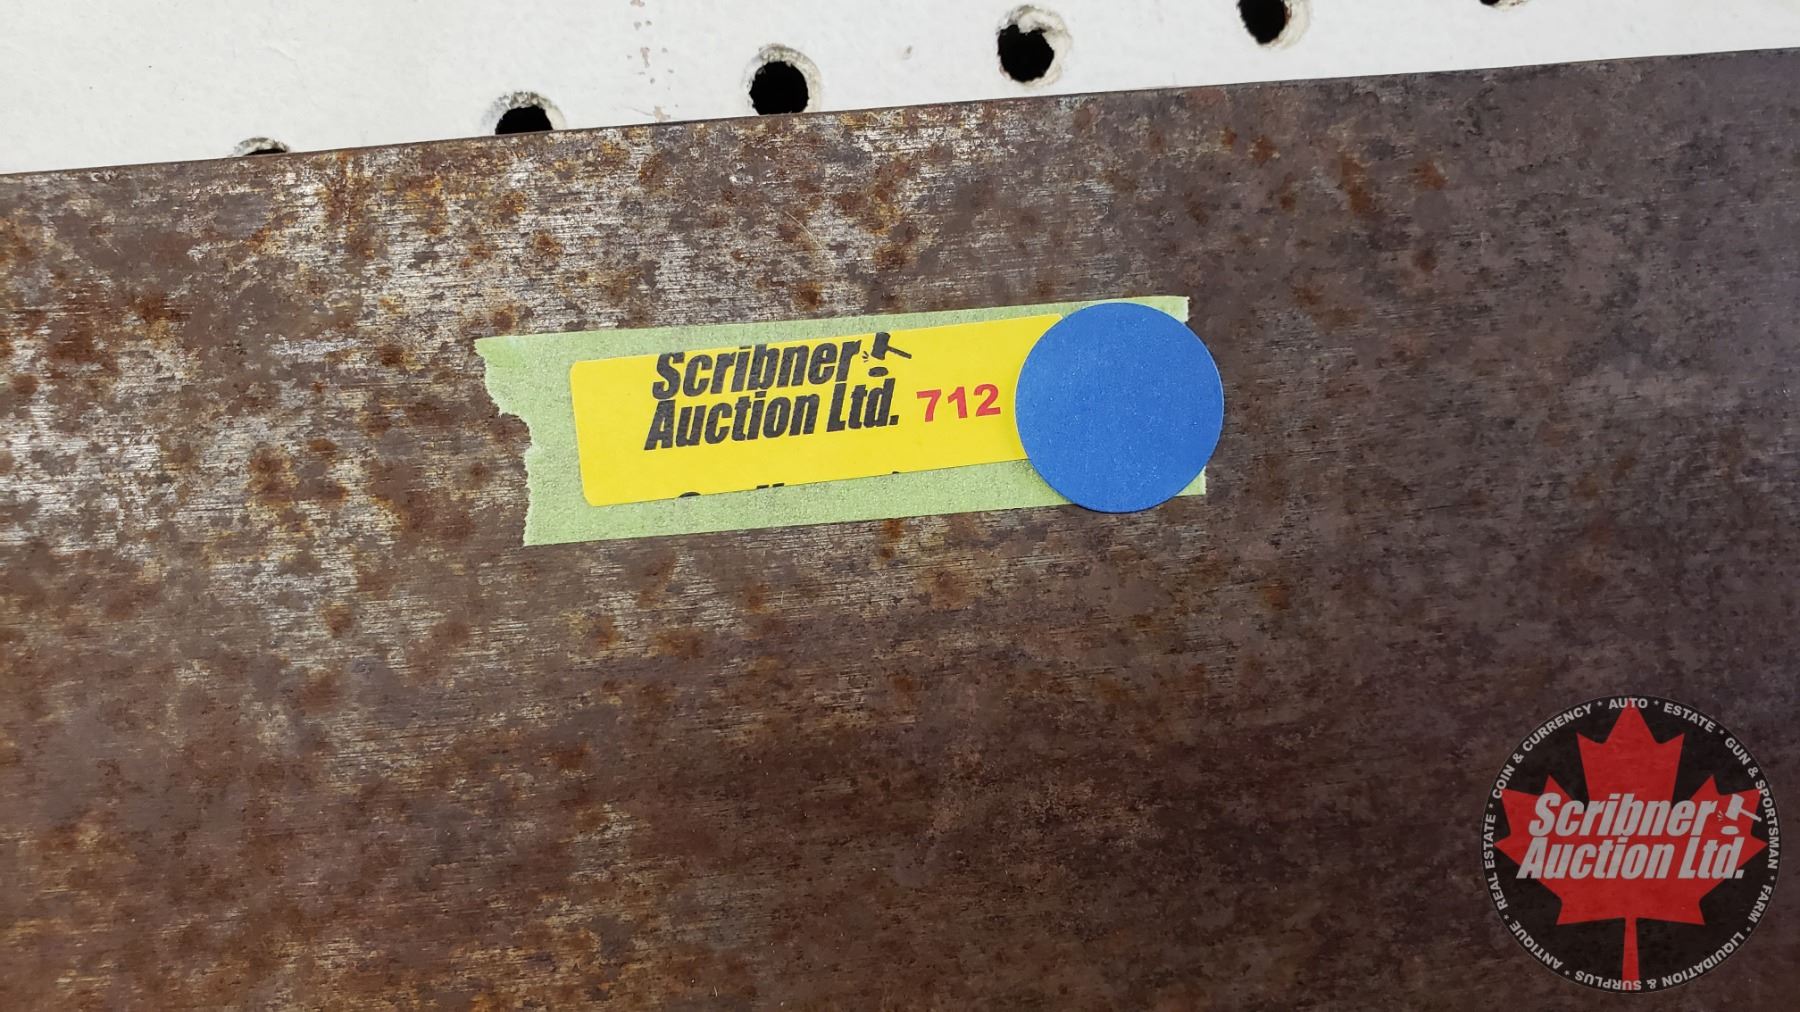 Scribner
Auction Ltd.
712
COIN & CURRENCY * AUTO * ESTATE * GUN & SPORTSMAN * FARM * LIQUIDATION & SURPLUS * ANTIQUE * REAL ESTATE *
Scribner
Auction Ltd.